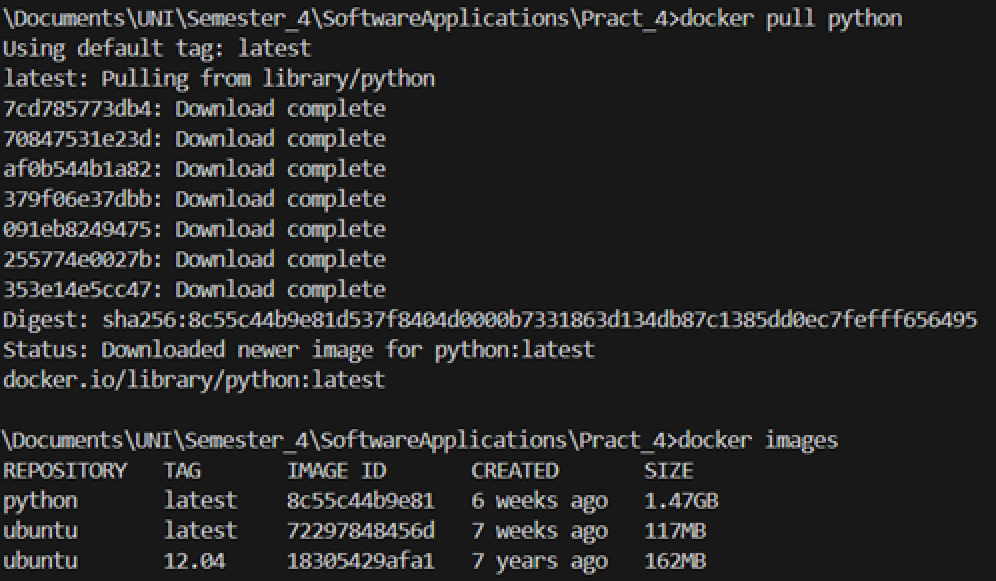 \Documents\UNI\Semester_4\SoftwareApplications\Pract_4>docker pull python
Using default tag: latest
latest: Pulling from library/python
7cd785773db4: Download complete
70847531e23d: Download complete
af0b544b1a82: Download complete
379f06e37dbb: Download complete
091eb8249475: Download complete
255774e0027b: Download complete
353e14e5cc47: Download complete
Digest: sha256:8c55c44b9e81d537f8404d0000b7331863d134db87c1385dd0ec7fefff656495
Status: Downloaded newer image for python:latest
docker.io/library/python:latest
\Documents\UNI\Semester_4\SoftwareApplications\Pract_4>docker images
REPOSITORY TAG IMAGE ID CREATED SIZE
python latest 8c55c44b9e81 6 weeks ago 1.47GB
ubuntu latest 72297848456d 7 weeks ago 117MB
ubuntu 12.04 18305429afa1 7 years ago 162MB